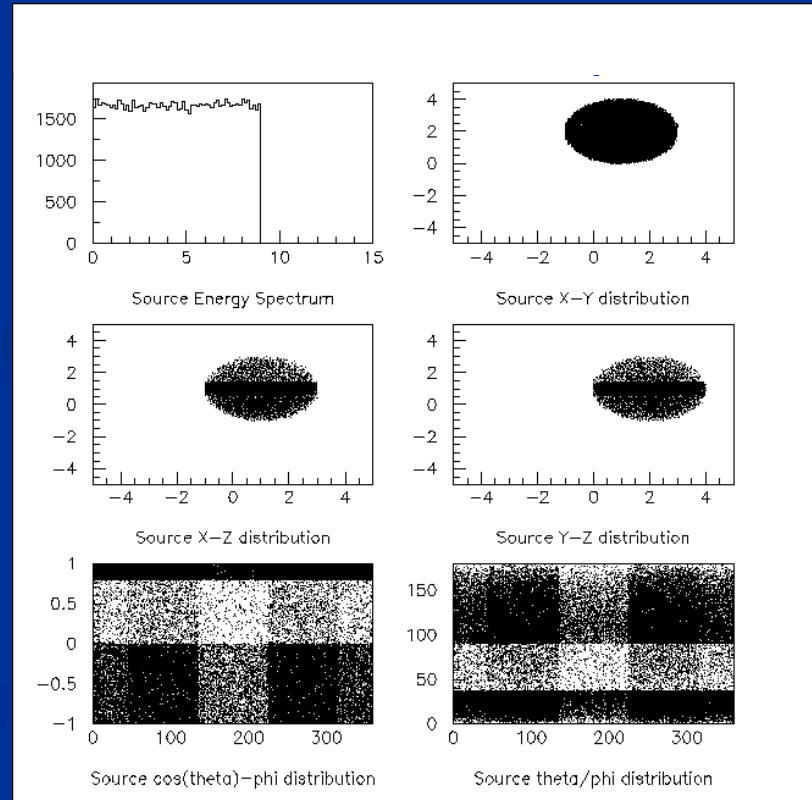 1500
1000
500
0
0 5 10 15
Source Energy Spectrum
4
2
0
−2
−4
−4 −2 0 2 4
Source X−Y distribution
4
2
0
−2
−4
−4 −2 0 2 4
Source X−Z distribution
4
2
0
−2
−4
−4 −2 0 2 4
Source Y−Z distribution
1
0.5
0
−0.5
−1
0 100 200 300
Source cos(theta)−phi distribution
150
100
50
0
0 100 200 300
Source theta/phi distribution